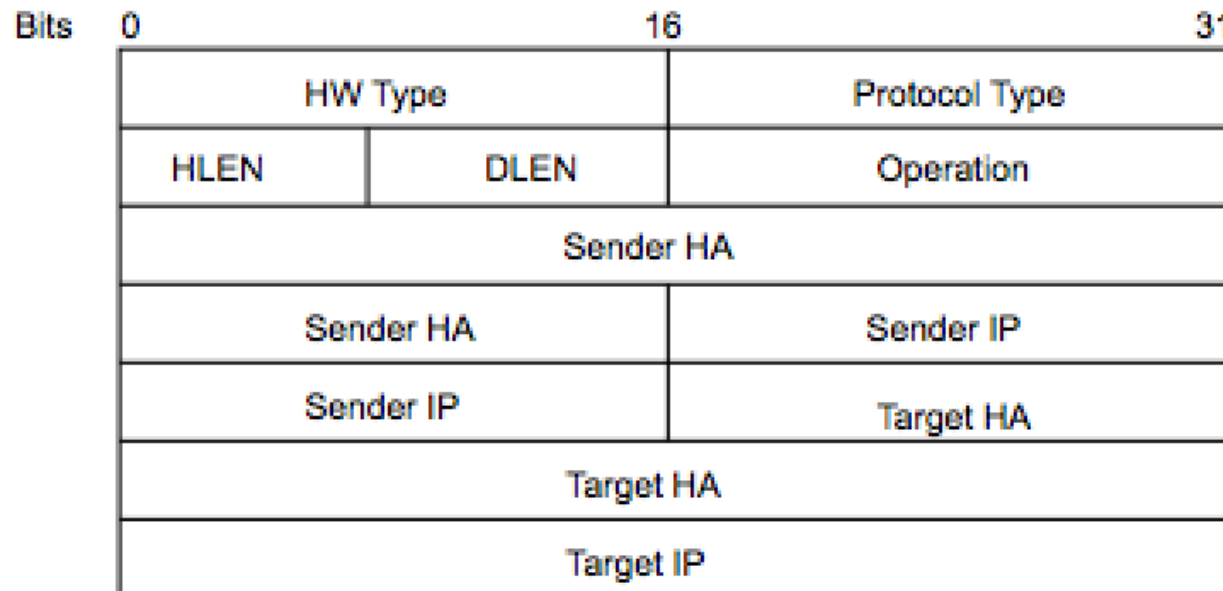 Bits 0 16 31
HW Type Protocol Type
HLEN DLEN Operation
Sender HA
Sender HA Sender IP
Sender IP Target HA
Target HA
Target IP